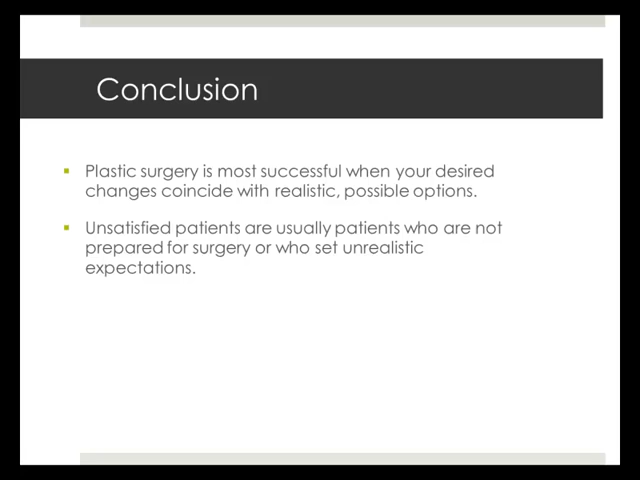 Conclusion
Plastic surgery is most successful when your desired
changes coincide with realistic, possible options.
Unsatisfied patients are usually patients who are not
prepared for surgery or who set unrealistic
expectations.